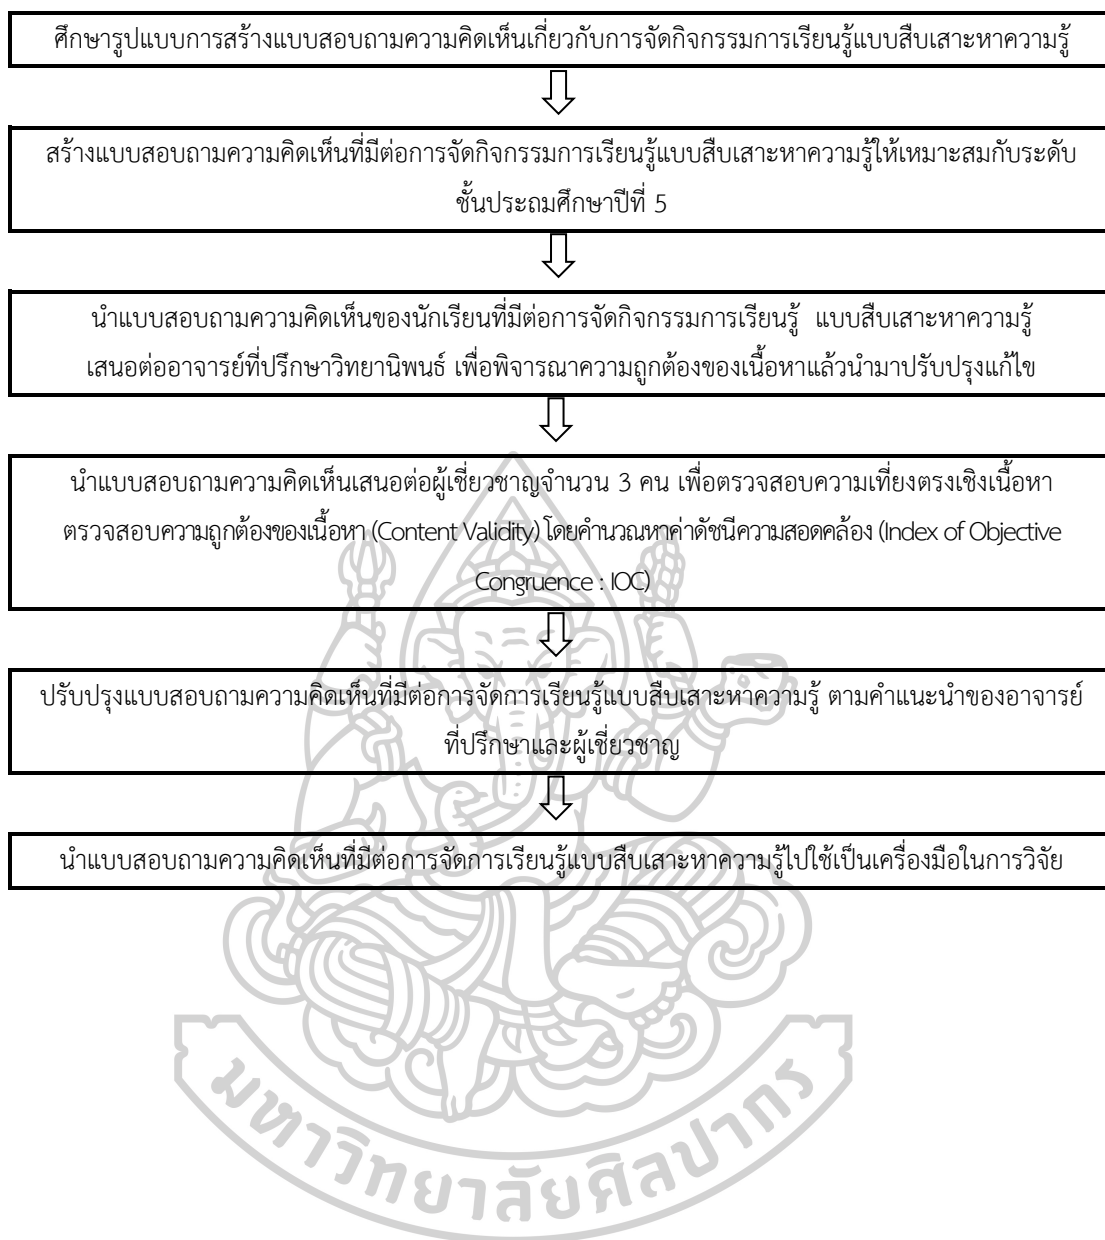 ศึกษารูปแบบการสร้างแบบสอบถามความคิดเห็นเกี่ยวกับการจัดกิจกรรมการเรียนรู้แบบสืบเสาะหาความรู้
สร้างแบบสอบถามความคิดเห็นที่มีต่อการจัดกิจกรรมการเรียนรู้แบบสืบเสาะหาความรู้ให้เหมาะสมกับระดับ
ชั้นประถมศึกษาปีที่ 5
นำแบบสอบถามความคิดเห็นของนักเรียนที่มีต่อการจัดกิจกรรมการเรียนรู้ แบบสืบเสาะหาความรู้
เสนอต่ออาจารย์ที่ปรึกษาวิทยานิพนธ์ เพื่อพิจารณาความถูกต้องของเนื้อหาแล้วนำมาปรับปรุงแก้ไข
นำแบบสอบถามความคิดเห็นเสนอต่อผู้เชี่ยวชาญจำนวน 3 คน เพื่อตรวจสอบความเที่ยงตรงเชิงเนื้อหา
ตรวจสอบความถูกต้องของเนื้อหา (Content Validity) โดยคำนวณหาค่าดัชนีความสอดคล้อง (Index of Objective
Congruence : IOC)
ปรับปรุงแบบสอบถามความคิดเห็นที่มีต่อการจัดการเรียนรู้แบบสืบเสาะหาความรู้ ตามคำแนะนำของอาจารย์
ที่ปรึกษาและผู้เชี่ยวชาญ
นำแบบสอบถามความคิดเห็นที่มีต่อการจัดการเรียนรู้แบบสืบเสาะหาความรู้ไปใช้เป็นเครื่องมือในการวิจัย
มหาวิทยาลัยศิลปากร